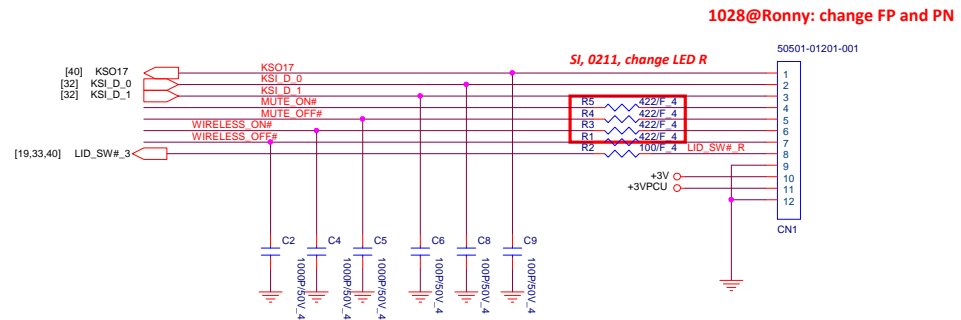 1028@Ronny: change FP and PN
50501-01201-001
SI, 0211, change LED R
[40] KSO17
KSO17
1
[32] KSI_D_0
KSI_D_0
2
[32] KSI_D_1
KSI_D_1
3
MUTE_ON#
R5 422/F_4
4
MUTE_OFF#
R4 422/F_4
5
WIRELESS_ON#
R3 422/F_4
6
WIRELESS_OFF#
R1 422/F_4
7
[19,33,40] LID_SW#_3
R2 100/F_4 LID_SW#_R
8
9
+3V
10
+3VPCU
11
12
CN1
C2
1000P/50V_4
C4
1000P/50V_4
C5
1000P/50V_4
C6
100P/50V_4
C8
100P/50V_4
C9
100P/50V_4